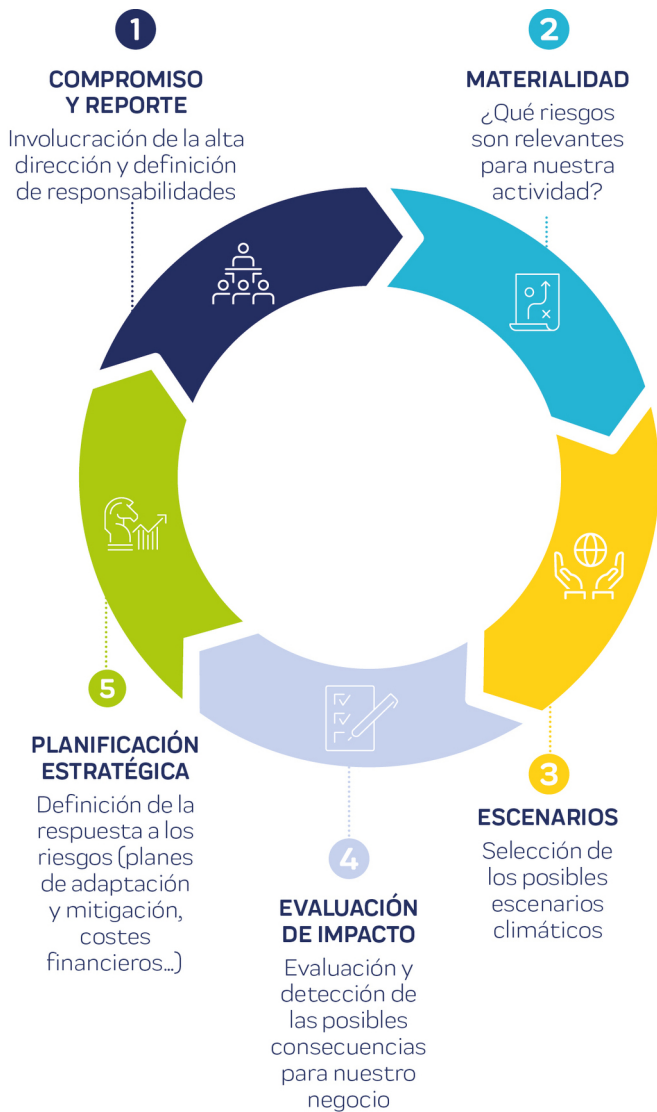 1
COMPROMISO
Y REPORTE
Involucración de la alta
dirección y definición
de responsabilidades
2
MATERIALIDAD
¿Qué riesgos
son relevantes
para nuestra
actividad?
3
ESCENARIOS
Selección de
los posibles
escenarios
climáticos
4
EVALUACIÓN
DE IMPACTO
Evaluación y
detección de
las posibles
consecuencias
para nuestro
negocio
5
PLANIFICACIÓN
ESTRATÉGICA
Definición de la
respuesta a los
riesgos (planes
de adaptación
y mitigación,
costes
financieros...)